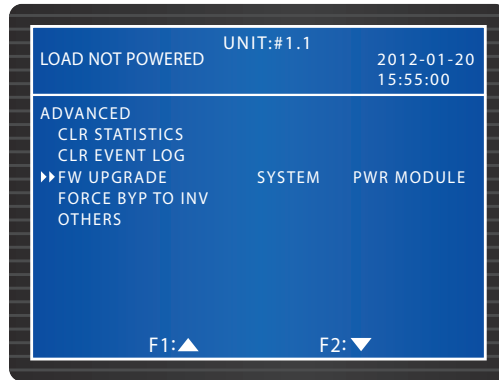 UNIT:#1.1
LOAD NOT POWERED 2012-01-20
15:55:00
ADVANCED
CLR STATISTICS
CLR EVENT LOG
FW UPGRADE SYSTEM PWR MODULE
FORCE BYP TO INV
OTHERS
F1: F2: